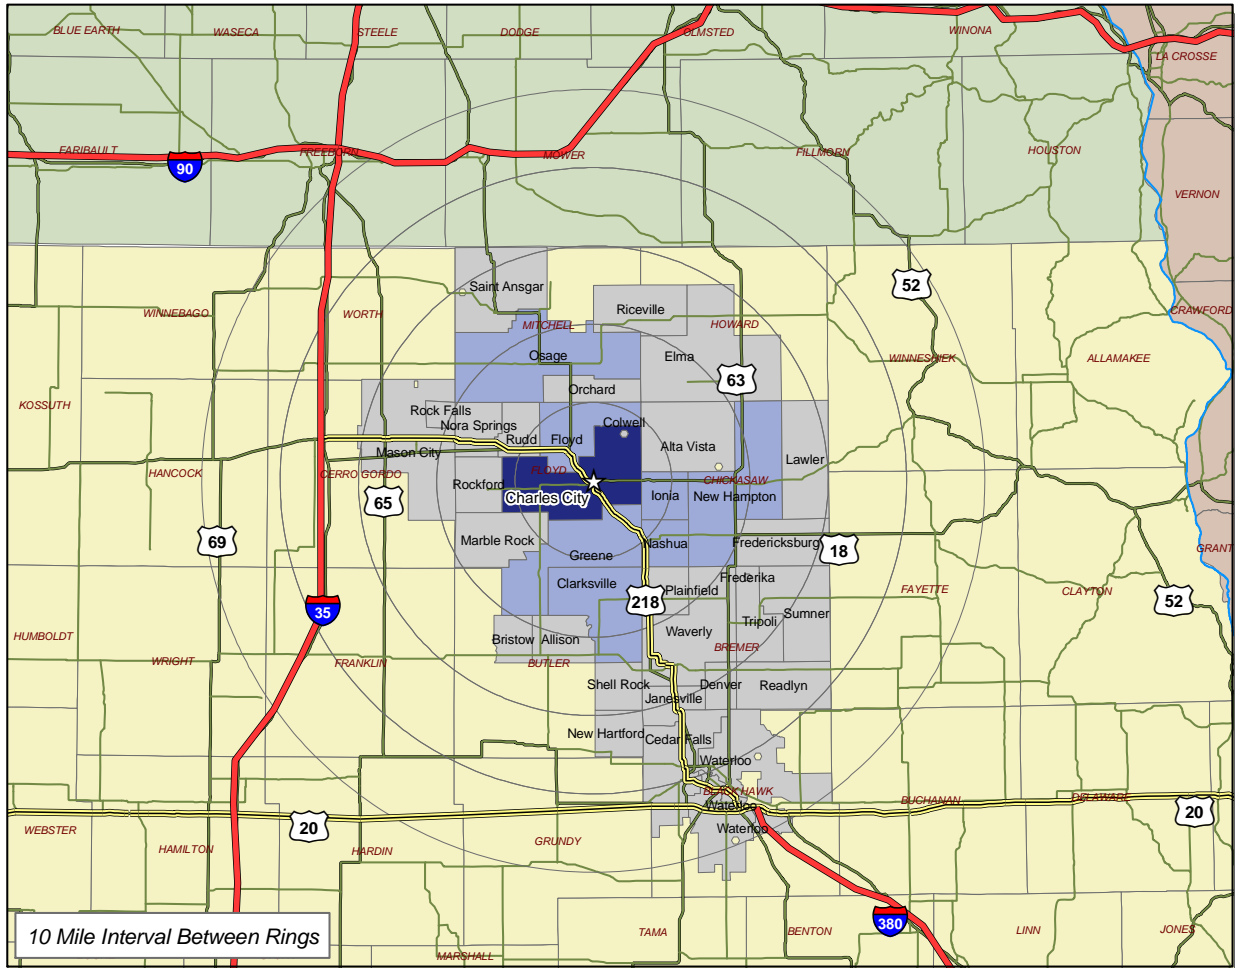 BLUE EARTH
WASECA
STEELE
DODGE
OLMSTED
WINONA
LA CROSSE
FARIBAULT
FREEBORN
MOWER
FILLMORN
HOUSTON
90
VERNON
Saint Ansgar
52
WINNEBAGO
WORTH
Riceville
MITCHELL
HOWARD
CRAWFORD
Osage
Elma
WINNESHIEK
ALLAMAKEE
63
Orchard
KOSSUTH
Rock Falls
Nora Springs
Colwell
Rudd
Floyd
Alta Vista
Mason City
Lawler
HANCOCK
CERRO GORDO
FLOYD
CHICKASAW
Rockford
Charles City
Ionia
New Hampton
65
69
Marble Rock
Nashua
Fredericksburg
18
GRANT
Greene
Clarksville
Frederika
Plainfield
FAYETTE
CLAYTON
218
52
35
Sumner
Tripoli
HUMBOLDT
Bristow
Allison
Waverly
BREMER
WRIGHT
FRANKLIN
BUTLER
Shell Rock
Denver
Readlyn
Janesville
New Hartford
Cedar Falls
Waterloo
BLACK HAWK
Waterloo
BUCHANAN
DELAWARE
20
20
WEBSTER
Waterloo
HAMILTON
HARDIN
GRUNDY
380
10 Mile Interval Between Rings
TAMA
BENTON
LINN
JONES
MARSHALL